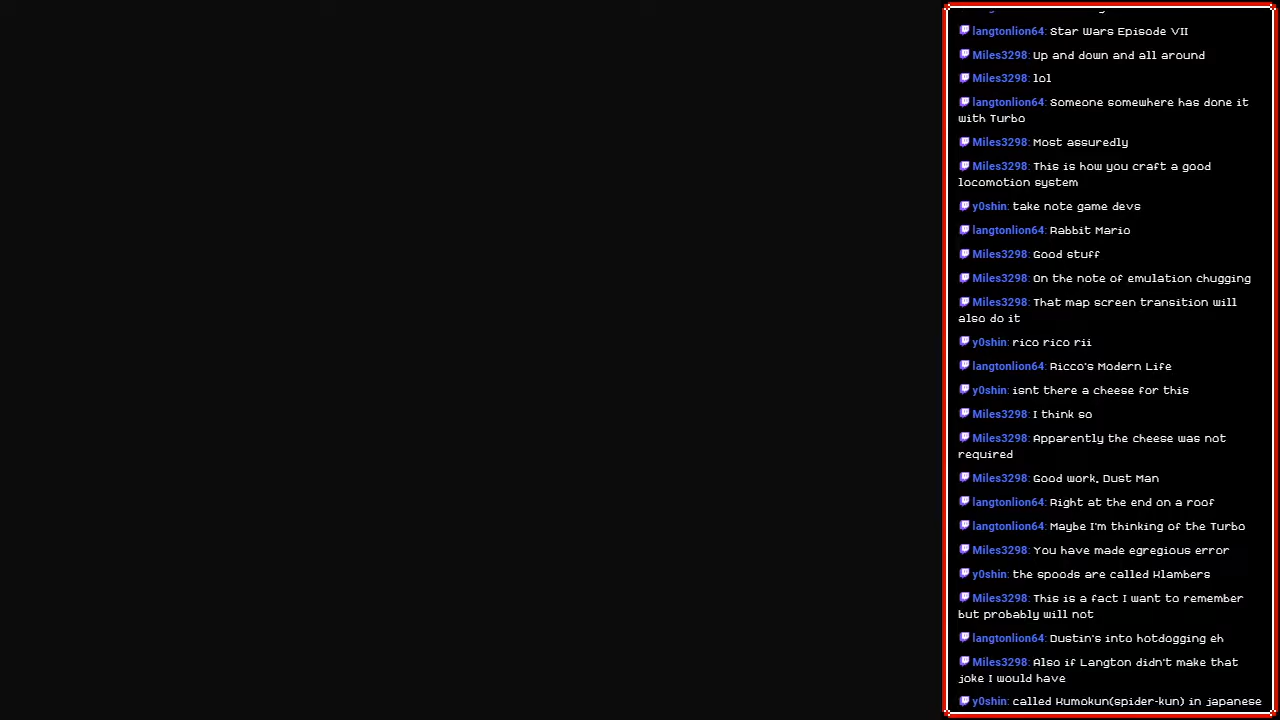 langtonlion64: Star Wars Episode VII
Miles3298: Up and down and all around
Miles3298: lol
langtonlion64: Someone somewhere has done it
with Turbo
Miles3298: Most assuredly
Miles3298: This is how you craft a good
locomotion system
y0shin: take note game devs
langtonlion64: Rabbit Mario
Miles3298: Good stuff
Miles3298: On the note of emulation chugging
Miles3298: That map screen transition will
also do it
y0shin: rico rico rii
langtonlion64: Ricco's Modern Life
y0shin: isnt there a cheese for this
Miles3298: I think so
Miles3298: Apparently the cheese was not
required
Miles3298: Good work, Dust Man
langtonlion64: Right at the end on a roof
langtonlion64: Maybe I'm thinking of the Turbo
Miles3298: You have made egregious error
y0shin: the spoods are called Klambers
Miles3298: This is a fact I want to remember
but probably will not
langtonlion64: Dustin's into hotdogging eh
Miles3298: Also if Langton didn't make that
joke I would have
y0shin: called Kumokun(spider-kun) in japanese